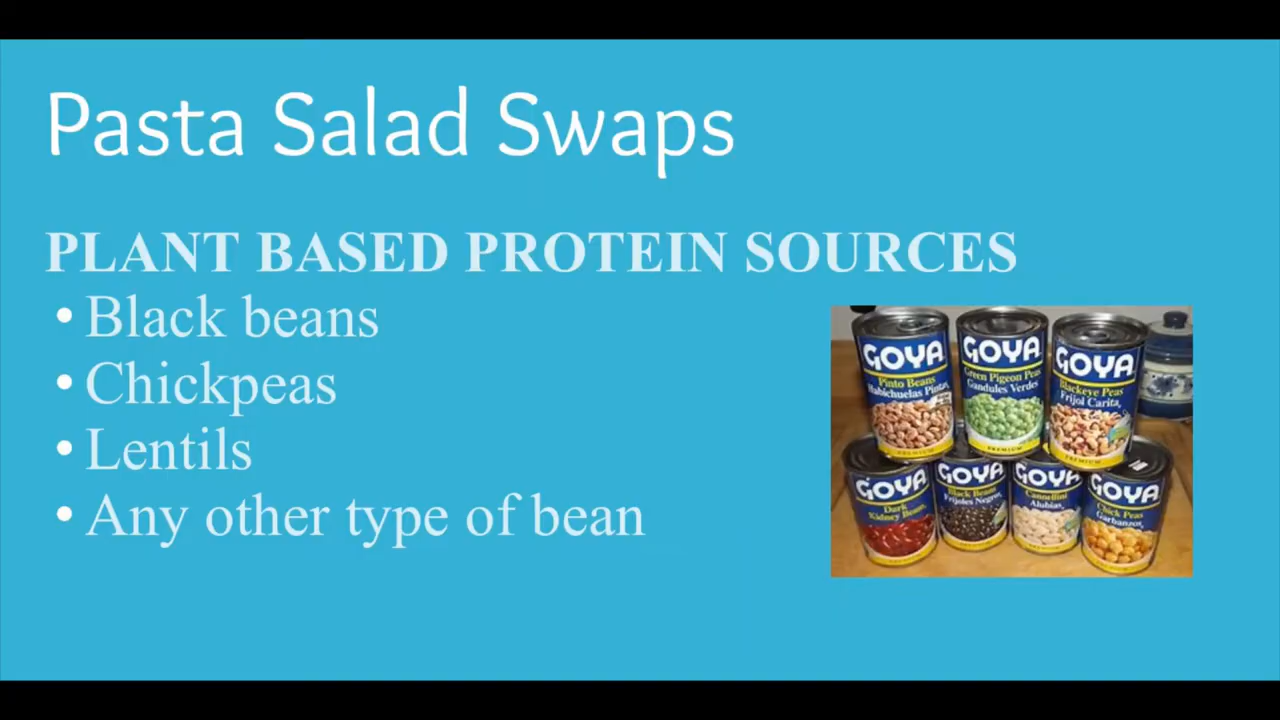 Pasta Salad Swaps
PLANT BASED PROTEIN SOURCES
• Black beans
• Chickpeas
• Lentils
• Any other type of bean
GOYA
Pinto Beans
Habichuelas Pintas
GOYA
Green Pigeon Peas
Gandules Verdes
PREMIUM
GOYA
Blackeye Peas
Frijol Carita
PREMIUM
GOYA
Dark
Kidney Beans
GOYA
Black Beans
Frijoles Negros
GOYA
Cannellini
Alubias
GOYA
Chick Peas
Garbanzos